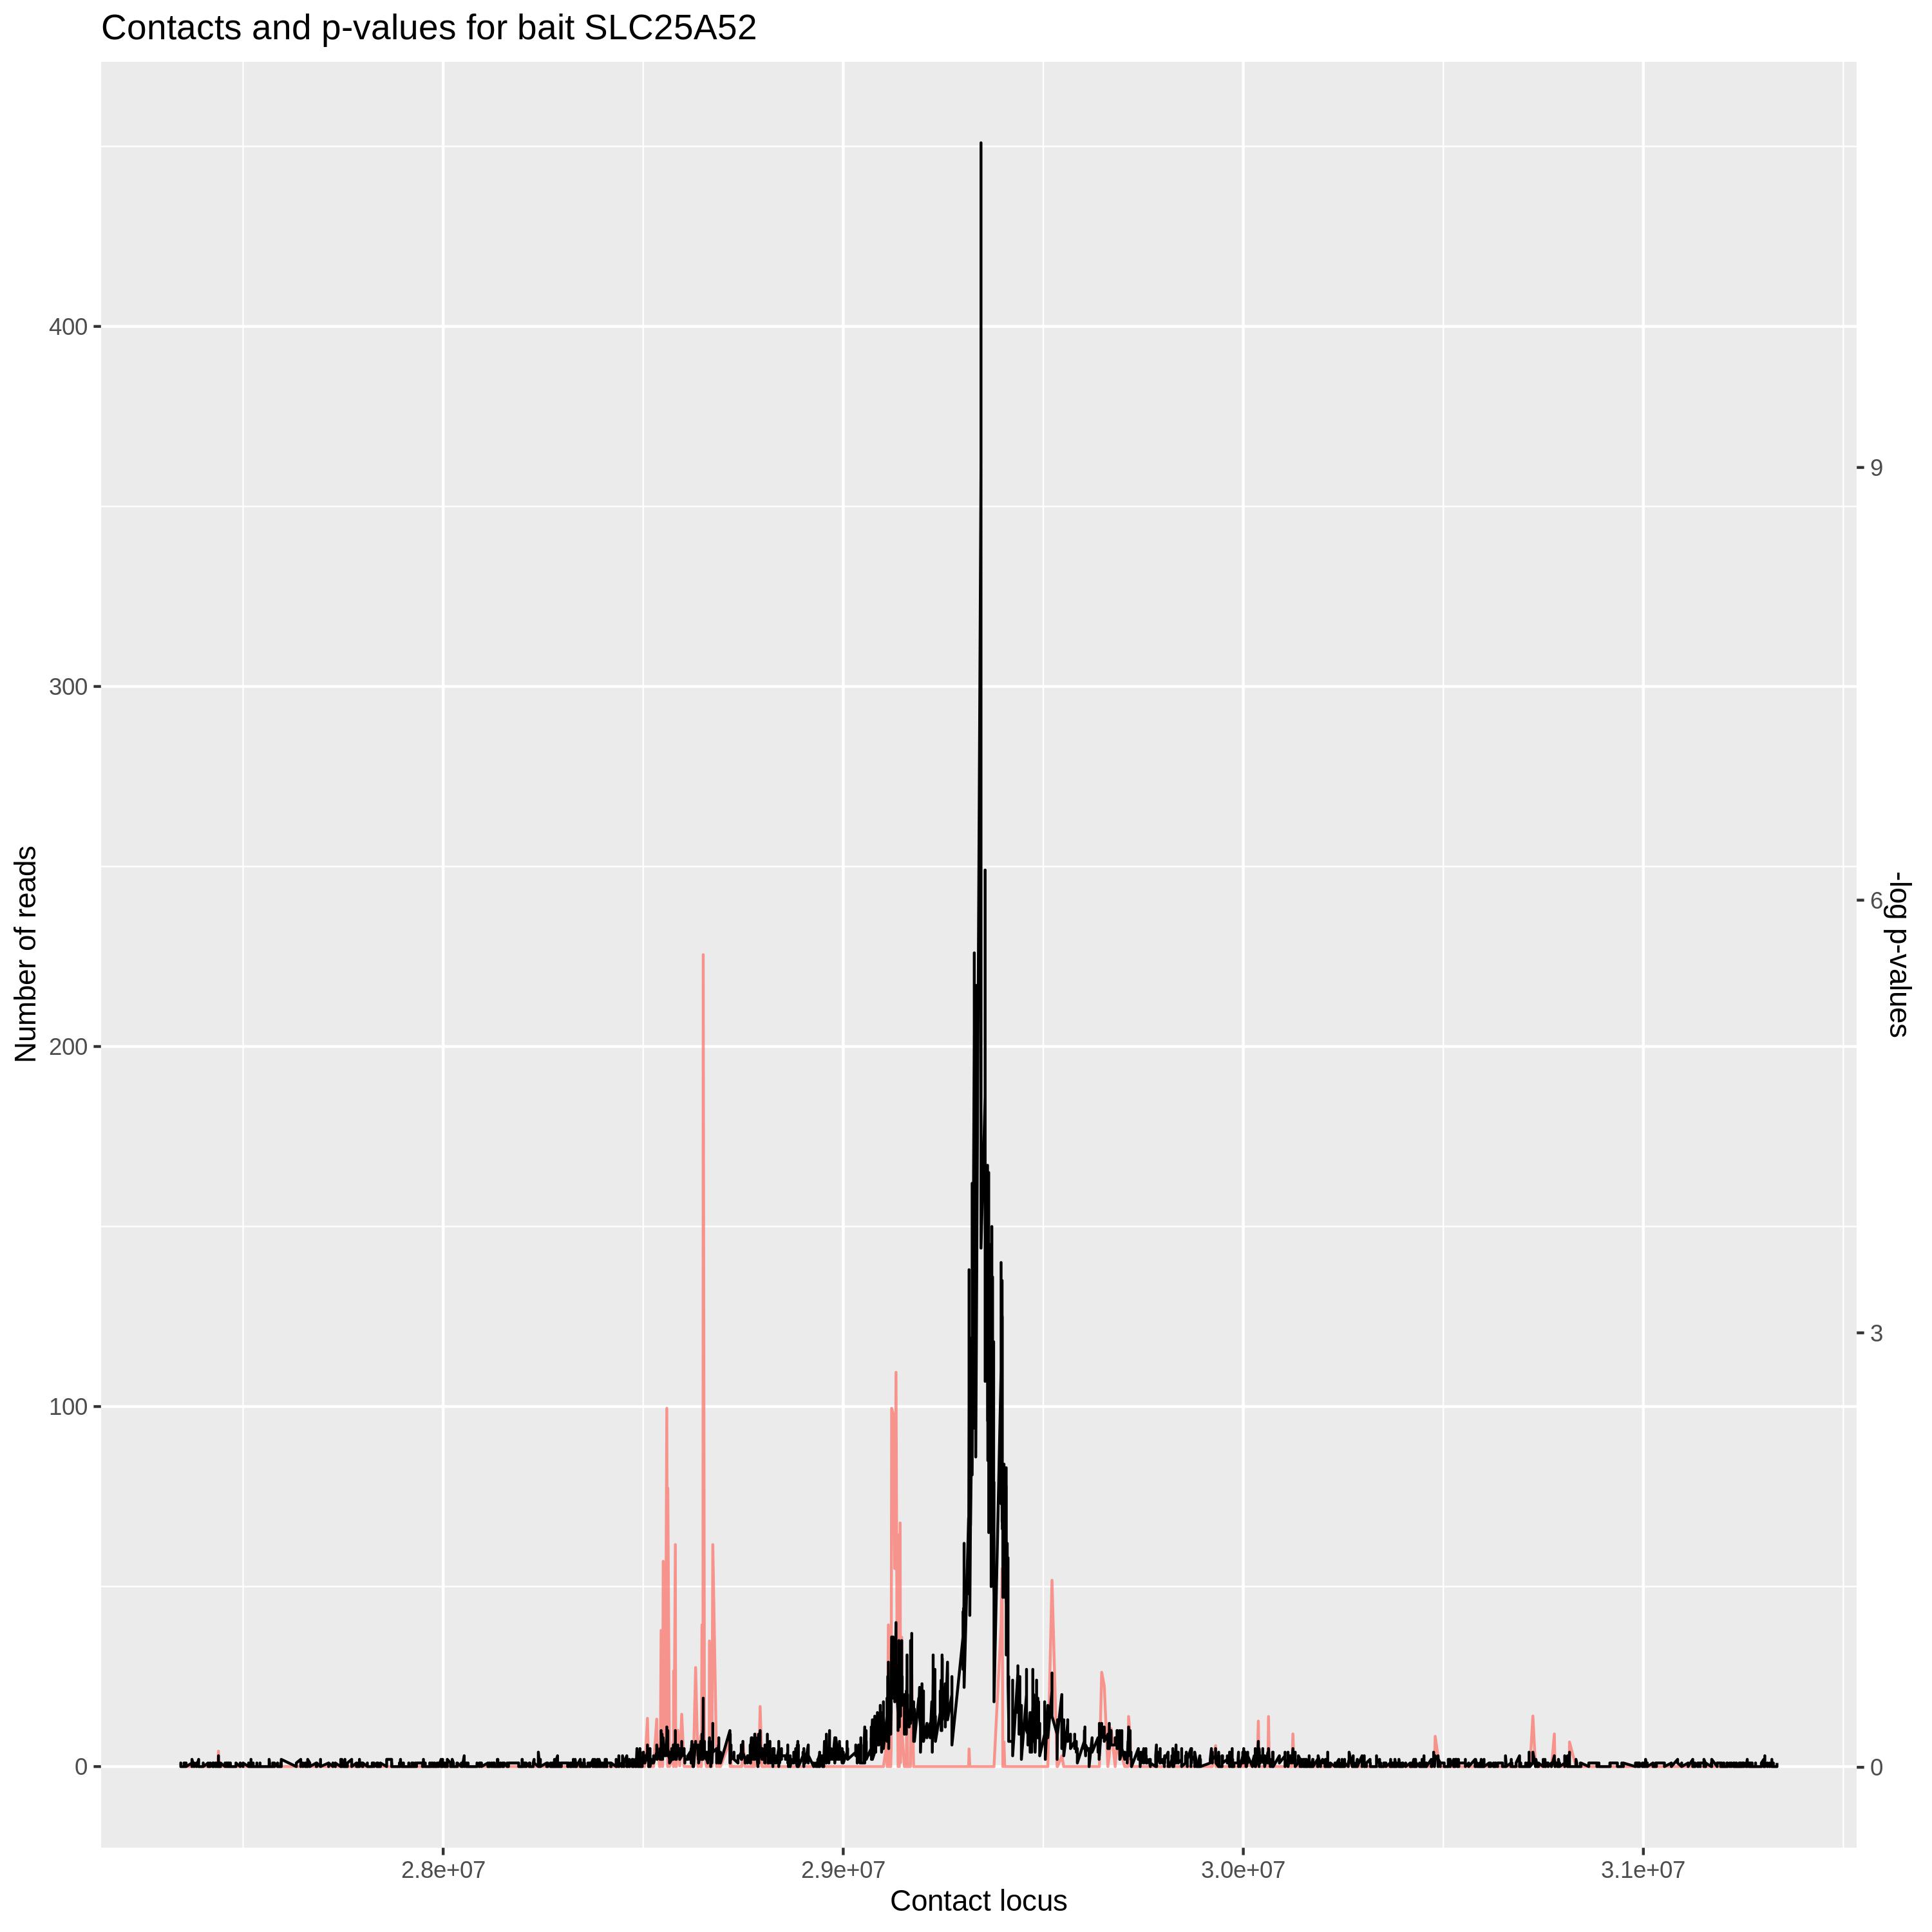 Contacts and p-values for bait SLC25A52
Number of reads
400
300
200
100
0
9
6
3
0
-log p-values
2.8e+07
2.9e+07
3.0e+07
3.1e+07
Contact locus